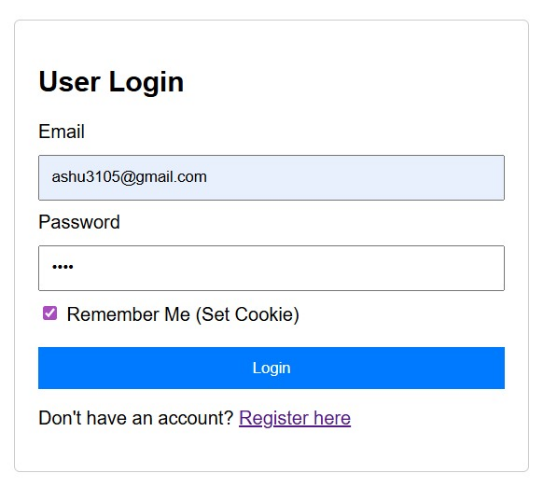 User Login
Email
ashu3105@gmail.com
Password
••••
Remember Me (Set Cookie)
Login
Don't have an account? Register here